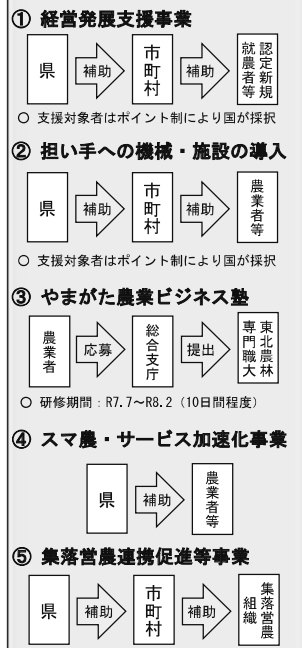 ① 経営発展支援事業
県
補助
市町村
補助
認定新規就農者等
○ 支援対象者はポイント制により国が採択
② 担い手への機械・施設の導入
県
補助
市町村
補助
農業者等
○ 支援対象者はポイント制により国が採択
③ やまがた農業ビジネス塾
農業者
応募
総合支庁
提出
東北農林専門職大
○ 研修期間：R7.7～R8.2（10日間程度）
④ スマ農・サービス加速化事業
県
補助
農業者等
⑤ 集落営農連携促進等事業
県
補助
市町村
補助
集落営農組織